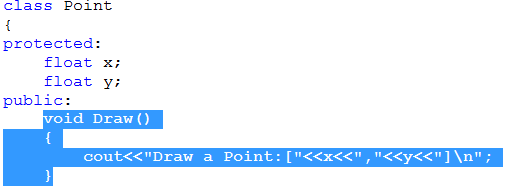 class Point
{
protected:
    float x;
    float y;
public:
    void Draw()
    {
        cout<<"Draw a Point:["<<x<<","<<y<<"]\n";
    }